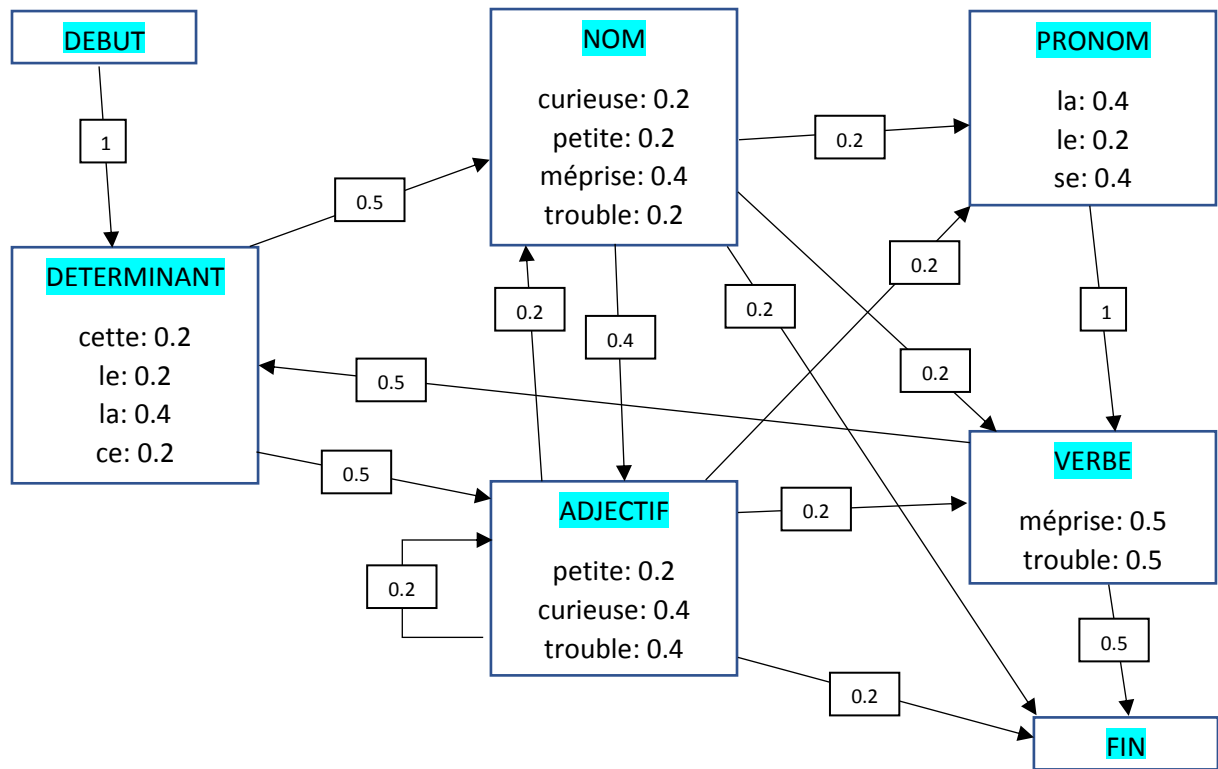 DEBUT
1
NOM
curieuse: 0.2
petite: 0.2
méprise: 0.4
trouble: 0.2
PRONOM
la: 0.4
le: 0.2
se: 0.4
0.2
0.5
DETERMINANT
cette: 0.2
le: 0.2
la: 0.4
ce: 0.2
0.2
0.4
0.2
0.2
1
0.5
0.2
0.5
ADJECTIF
petite: 0.2
curieuse: 0.4
trouble: 0.4
0.2
0.2
VERBE
méprise: 0.5
trouble: 0.5
0.5
0.2
FIN